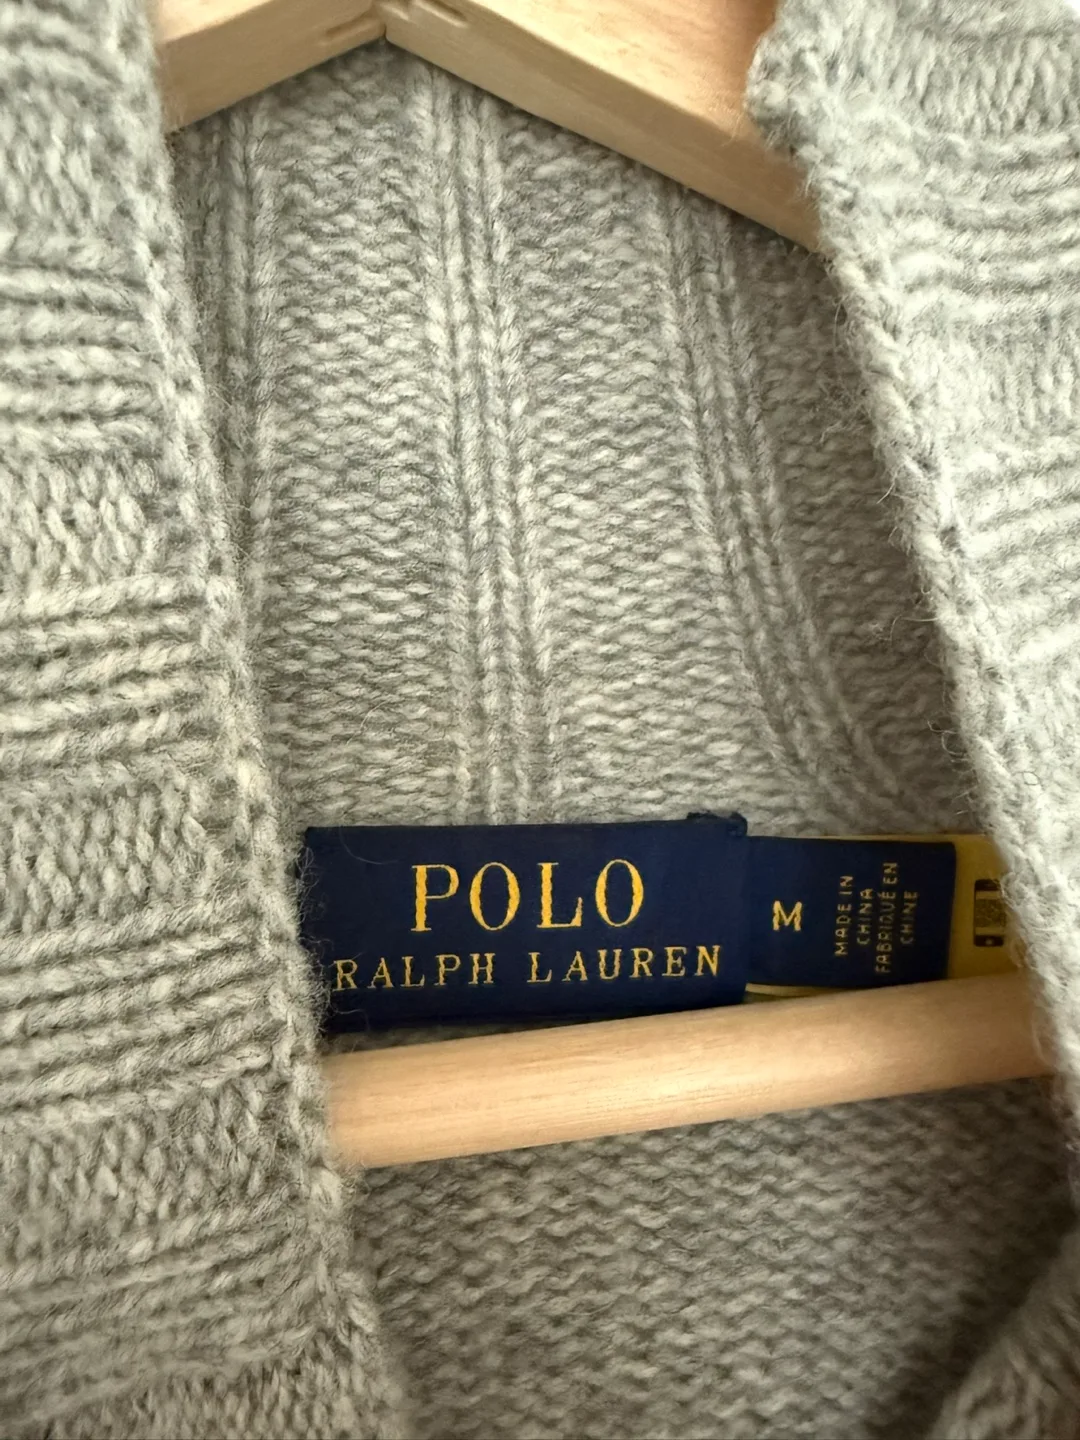 POLO
RALPH LAUREN
M
MADE IN
CHINA
FABRIQUÉ EN
CHINE